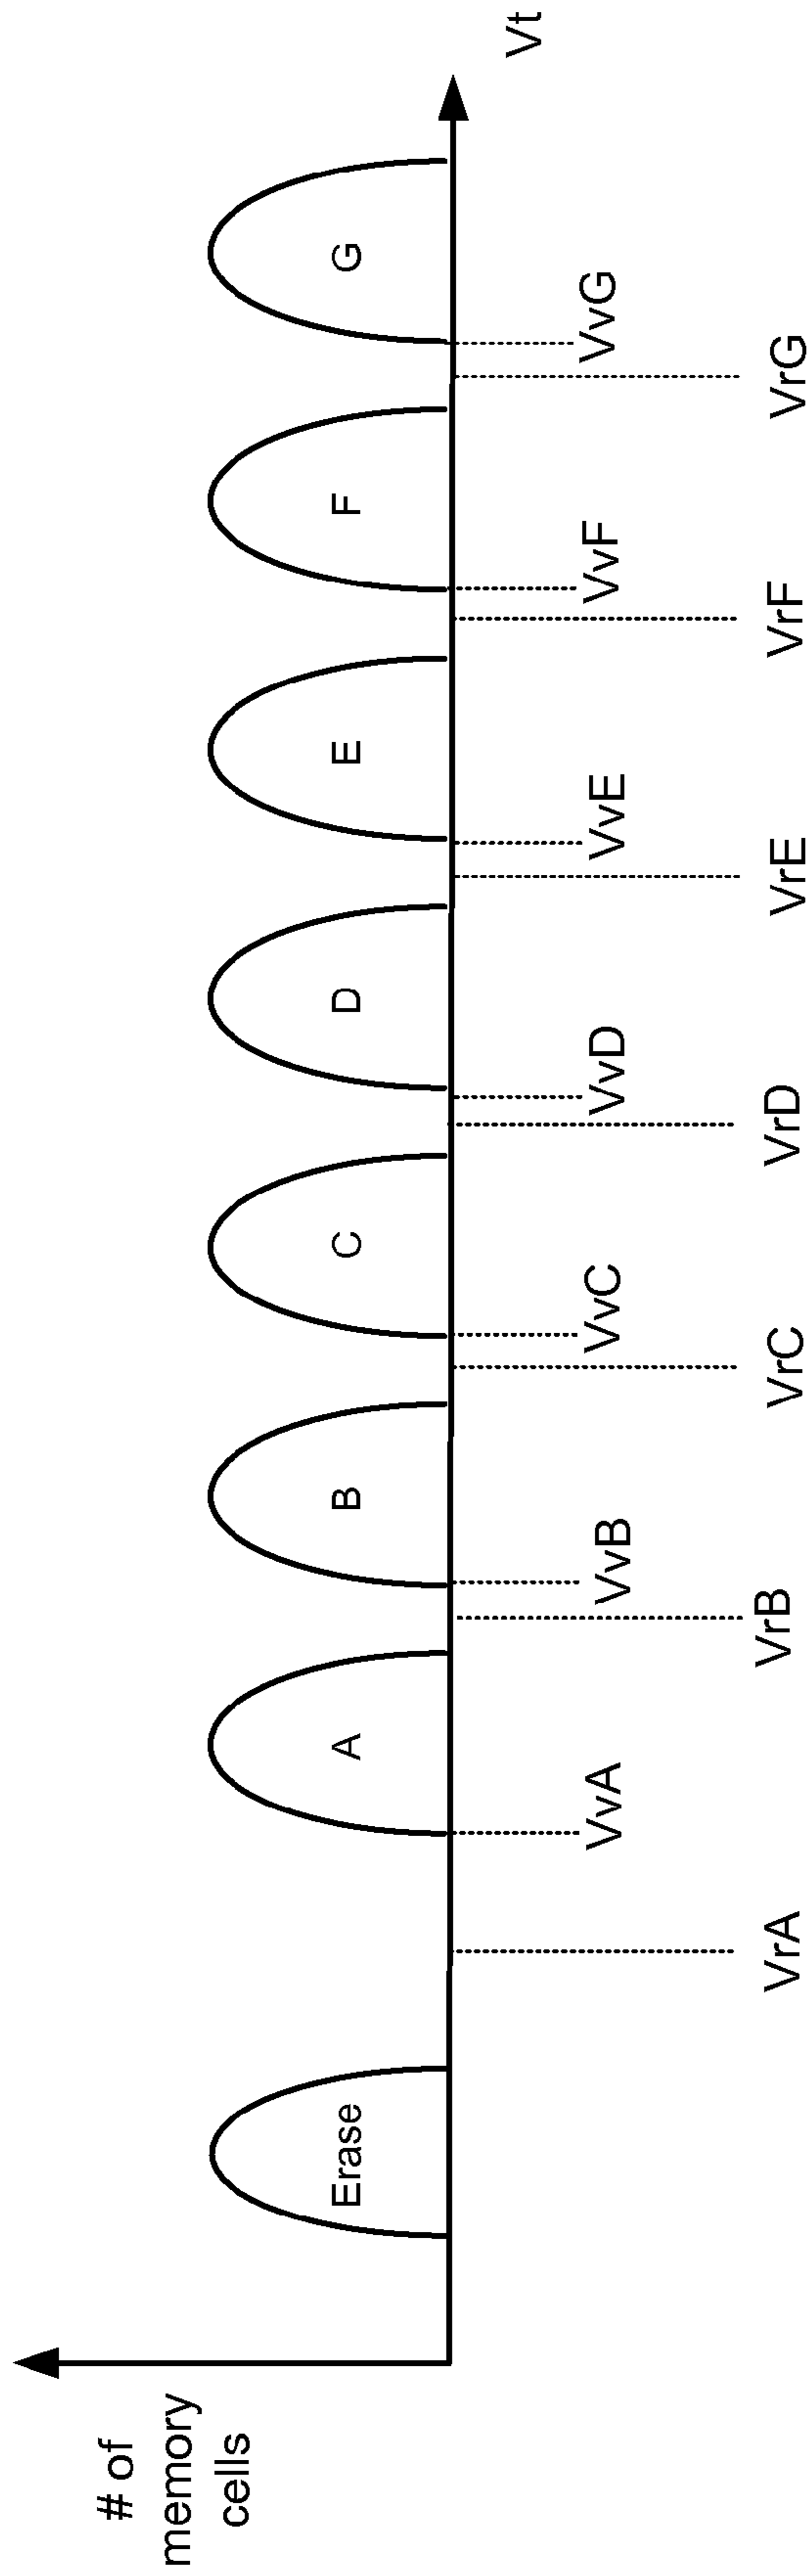 # of
memory
cells
Erase
A
B
C
D
E
F
G
Vt
VvA
VvB
VvC
VvD
VvE
VvF
VvG
VrA
VrB
VrC
VrD
VrE
VrF
VrG